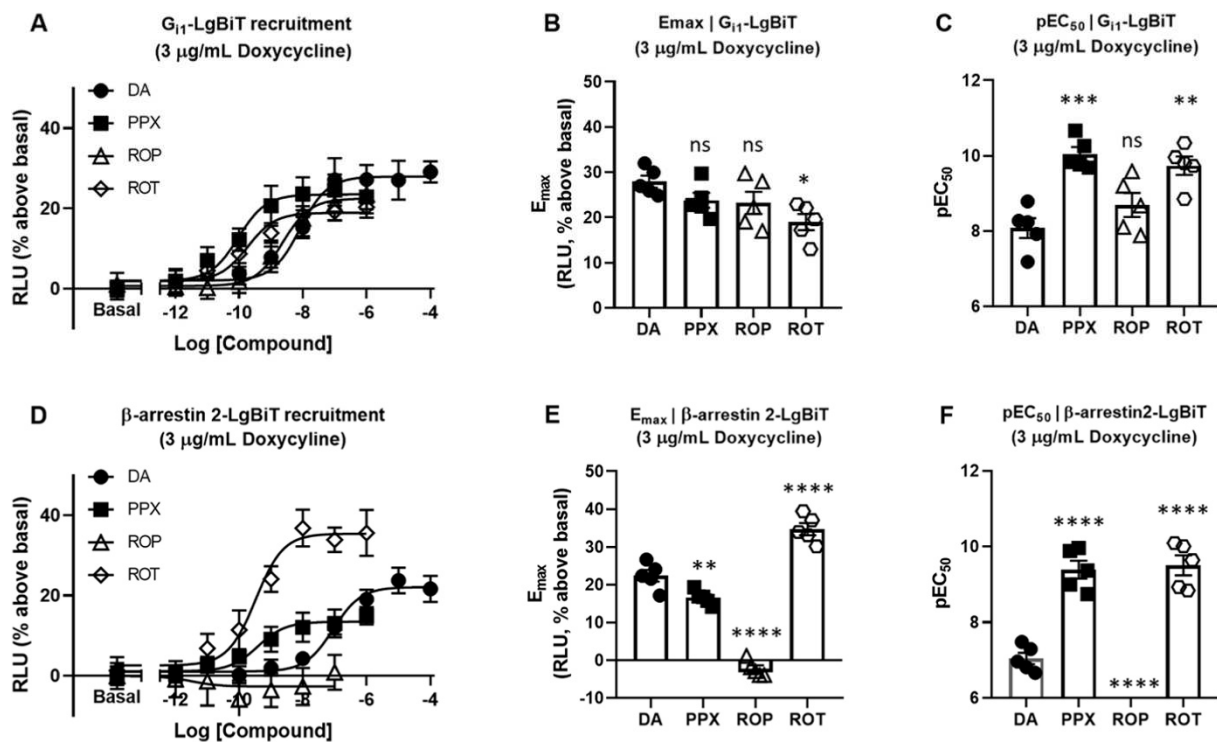 A
Gi1-LgBiT recruitment
(3 μg/mL Doxycycline)
RLU (% above basal)
40
20
0
DA
PPX
ROP
ROT
Basal
-12
-10
-8
-6
-4
Log [Compound]
B
Emax | Gi1-LgBiT
(3 μg/mL Doxycycline)
Emax
(RLU, % above basal)
50
40
30
20
10
0
ns
ns
*
DA
PPX
ROP
ROT
C
pEC50 | Gi1-LgBiT
(3 μg/mL Doxycycline)
pEC50
12
10
8
6
***
ns
**
DA
PPX
ROP
ROT
D
β-arrestin 2-LgBiT recruitment
(3 μg/mL Doxycyline)
RLU (% above basal)
40
20
0
DA
PPX
ROP
ROT
Basal
-12
-10
-8
-6
-4
Log [Compound]
E
Emax | β-arrestin 2-LgBiT
(3 μg/mL Doxycycline)
Emax
(RLU, % above basal)
50
40
30
20
10
0
-10
**
****
****
DA
PPX
ROP
ROT
F
pEC50 | β-arrestin2-LgBiT
(3 μg/mL Doxycycline)
pEC50
12
10
8
6
****
****
****
DA
PPX
ROP
ROT